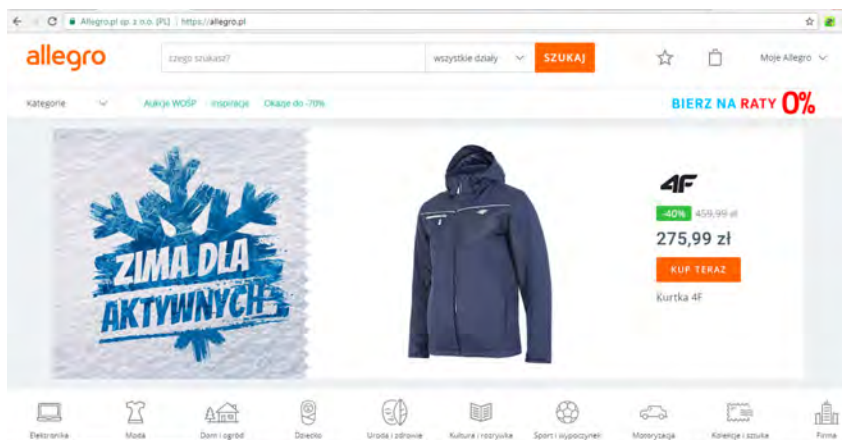 Allegro.pl sp. z o.o. [PL] https://allegro.pl
allegro
czego szukasz?
wszystkie działy
SZUKAJ
Moje Allegro
Kategorie
Aukcje WOŚP
Inspiracje
Okazje do -70%
BIERZ NA RATY 0%
ZIMA DLA
AKTYWNYCH
4F
-40% 459,99 zł
275,99 zł
KUP TERAZ
Kurtka 4F
Elektronika
Moda
Dom i ogród
Dziecko
Uroda i zdrowie
Kultura i rozrywka
Sport i wypoczynek
Motoryzacja
Kolekcje i sztuka
Firma